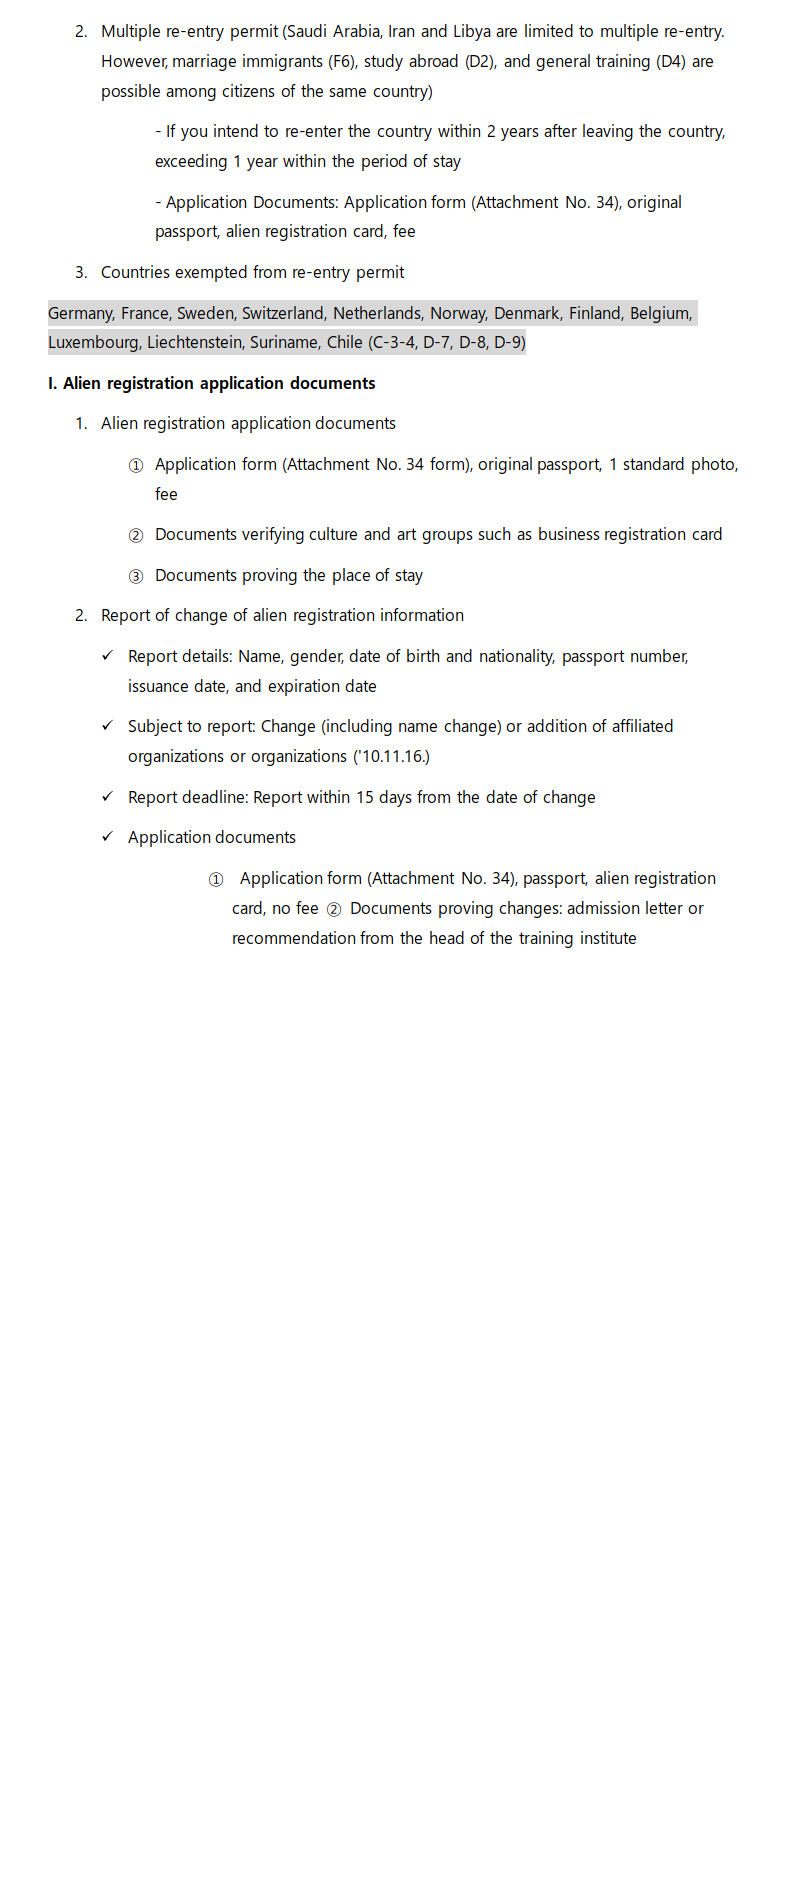 2. Multiple re-entry permit (Saudi Arabia, Iran and Libya are limited to multiple re-entry.
However, marriage immigrants (F6), study abroad (D2), and general training (D4) are
possible among citizens of the same country)
- If you intend to re-enter the country within 2 years after leaving the country,
exceeding 1 year within the period of stay
- Application Documents: Application form (Attachment No. 34), original
passport, alien registration card, fee
3. Countries exempted from re-entry permit
Germany, France, Sweden, Switzerland, Netherlands, Norway, Denmark, Finland, Belgium,
Luxembourg, Liechtenstein, Suriname, Chile (C-3-4, D-7, D-8, D-9)
I. Alien registration application documents
1. Alien registration application documents
① Application form (Attachment No. 34 form), original passport, 1 standard photo,
fee
② Documents verifying culture and art groups such as business registration card
③ Documents proving the place of stay
2. Report of change of alien registration information
✓ Report details: Name, gender, date of birth and nationality, passport number,
issuance date, and expiration date
✓ Subject to report: Change (including name change) or addition of affiliated
organizations or organizations ('10.11.16.)
✓ Report deadline: Report within 15 days from the date of change
✓ Application documents
① Application form (Attachment No. 34), passport, alien registration
card, no fee ② Documents proving changes: admission letter or
recommendation from the head of the training institute